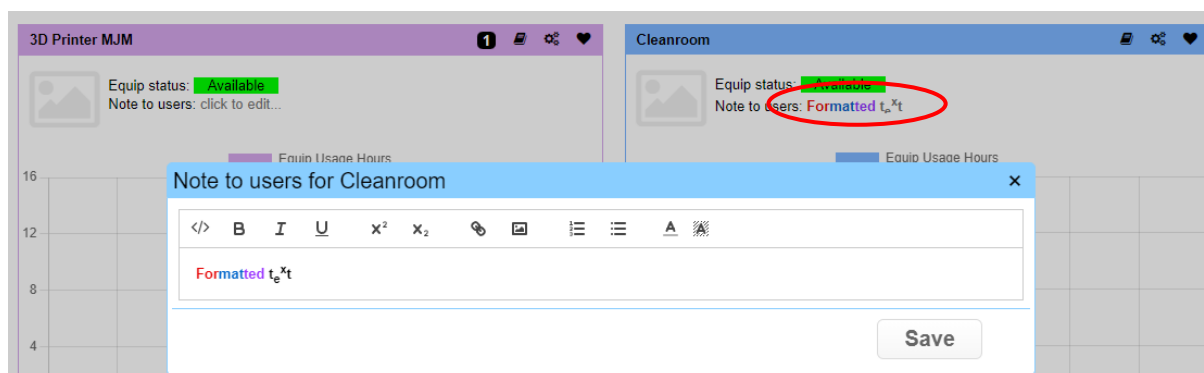 3D Printer MJM 1
Equip status: Available
Note to users: click to edit...
Equip Usage Hours
Cleanroom
Equip status: Available
Note to users: Formatted text
Equip Usage Hours
16
12
8
4
Note to users for Cleanroom ×
</> B I U X² X₂ A A
Formatted text
Save